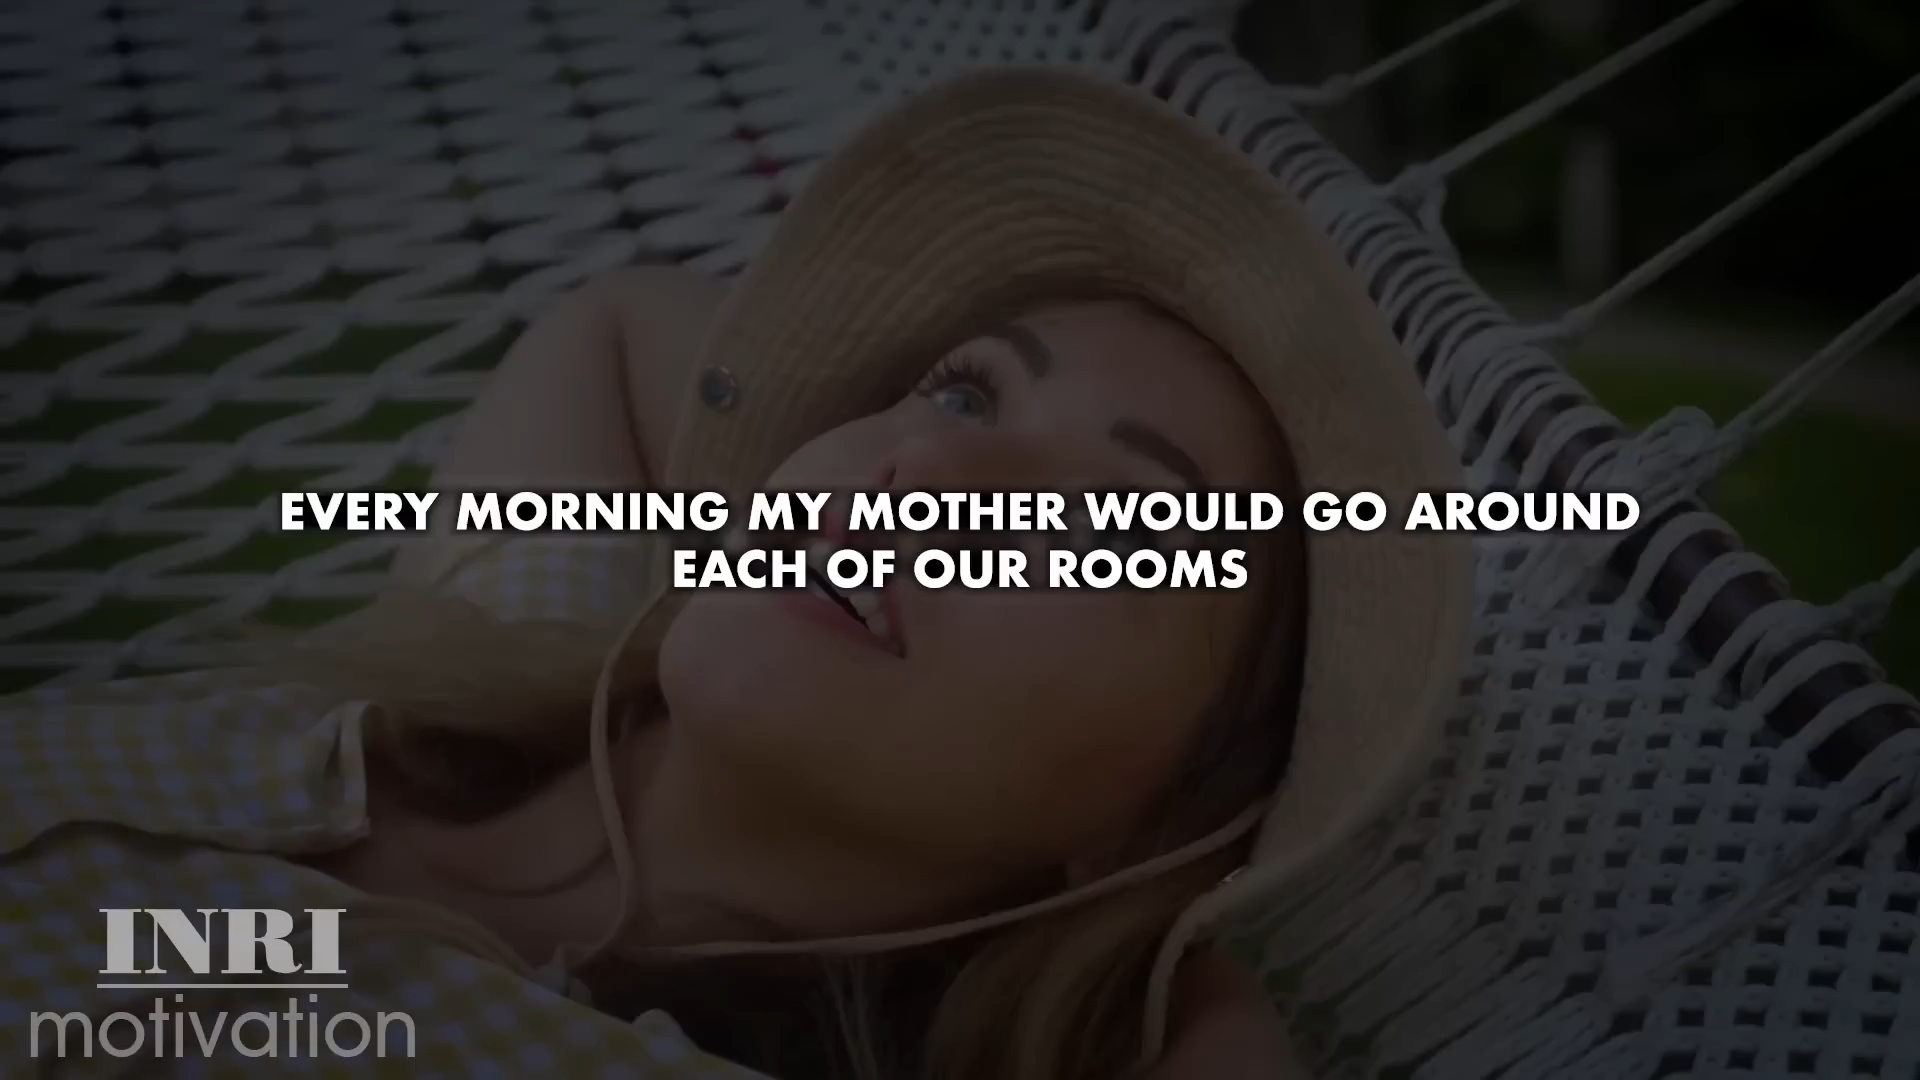 EVERY MORNING MY MOTHER WOULD GO AROUND
EACH OF OUR ROOMS
INRI
motivation